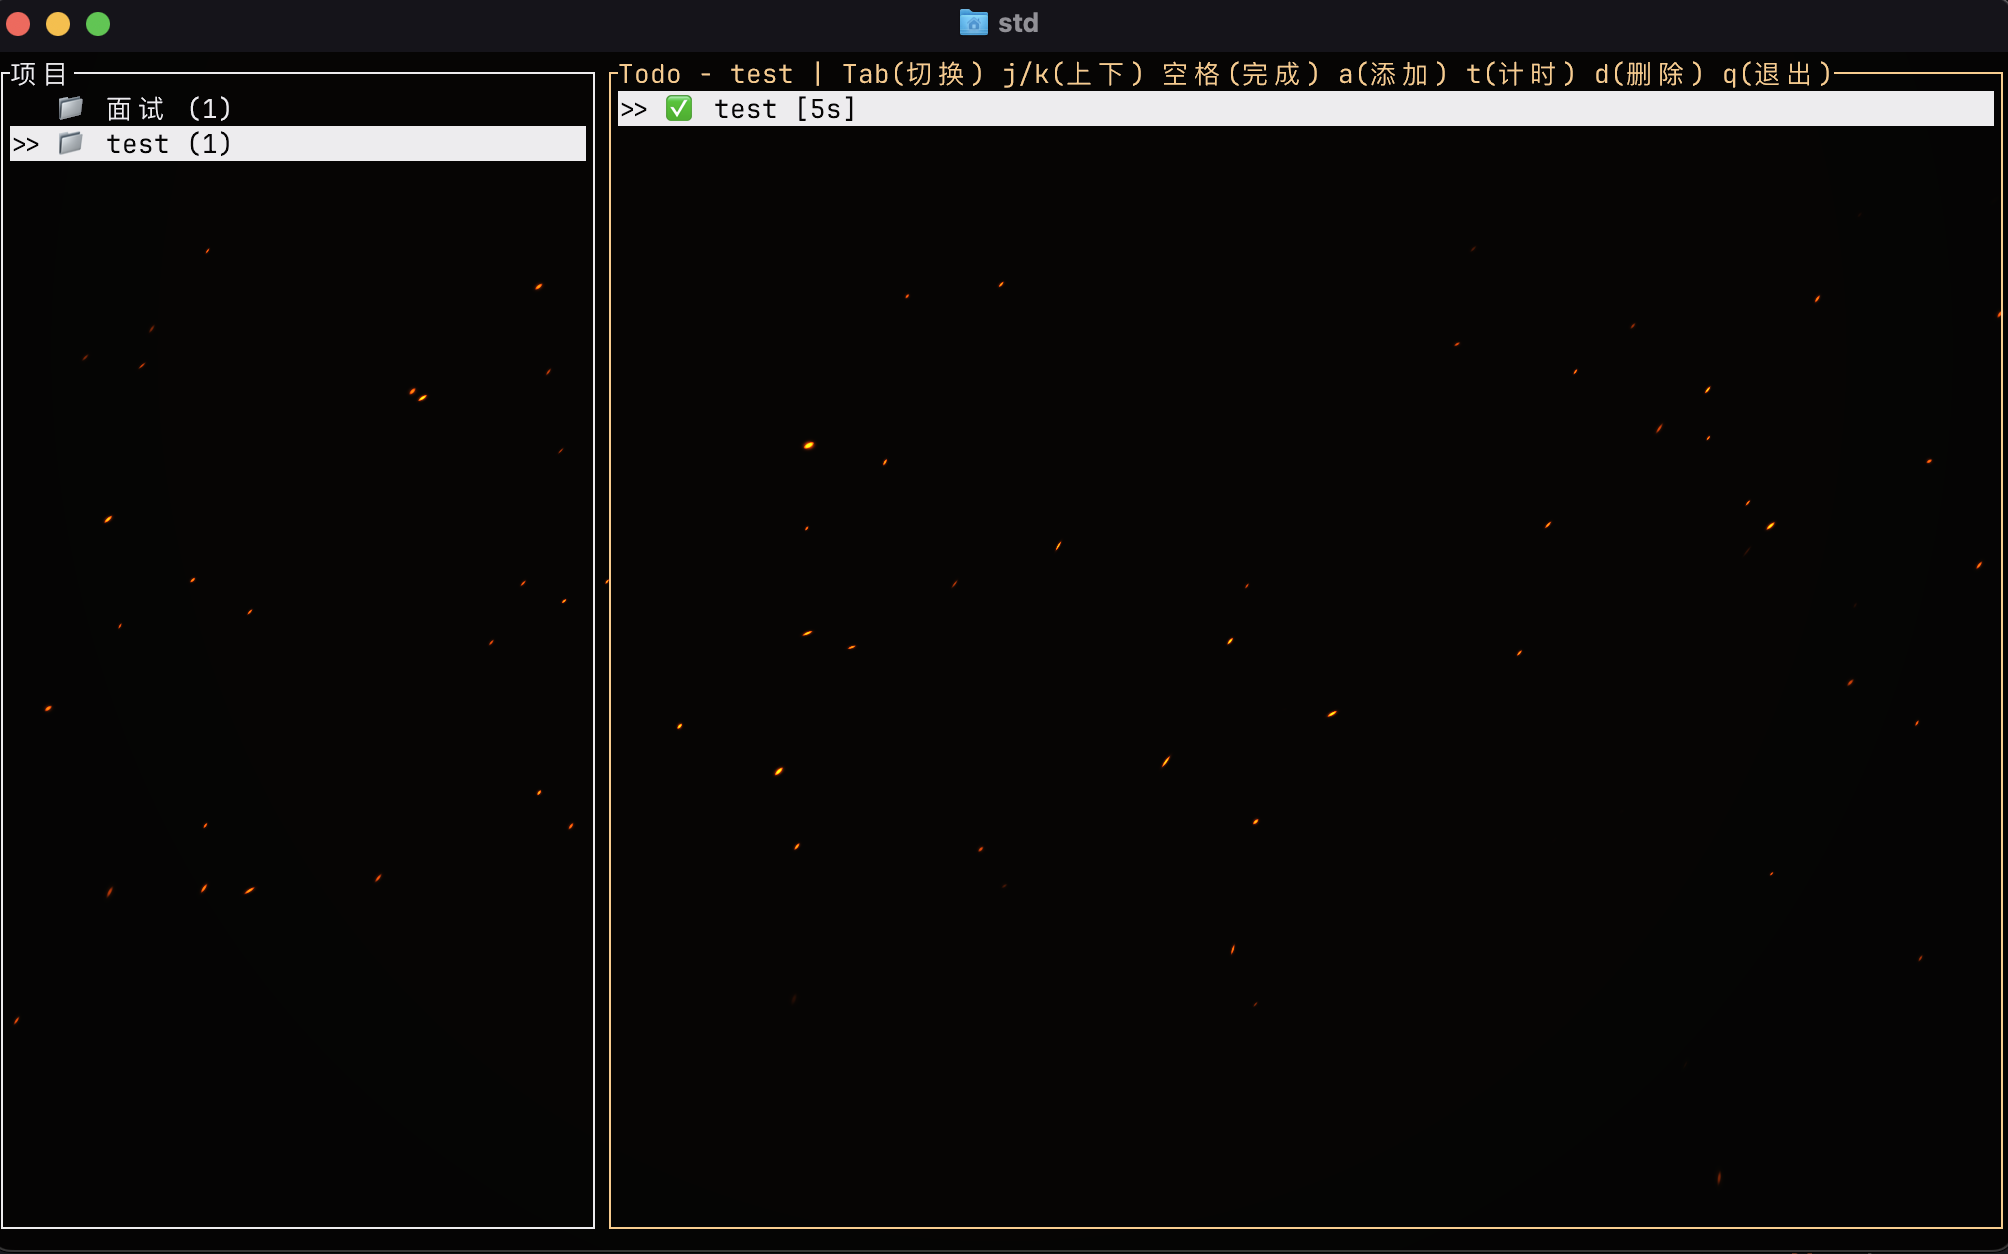 std
项目
面试 (1)
>> test (1)
Todo - test | Tab(切换) j/k(上下) 空格(完成) a(添加) t(计时) d(删除) q(退出)
>> ✅ test [5s]